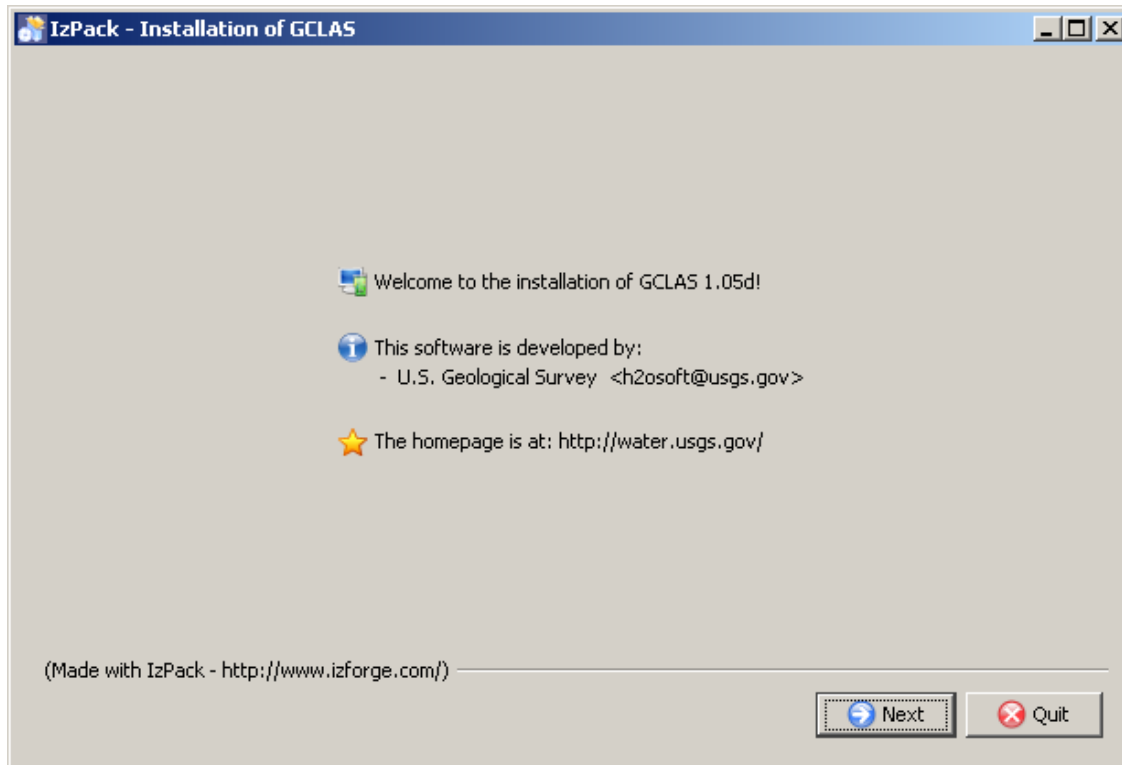 IzPack - Installation of GCLAS
Welcome to the installation of GCLAS 1.05d!
This software is developed by:
- U.S. Geological Survey <h2osoft@usgs.gov>
The homepage is at: http://water.usgs.gov/
(Made with IzPack - http://www.izforge.com/)
Next
Quit